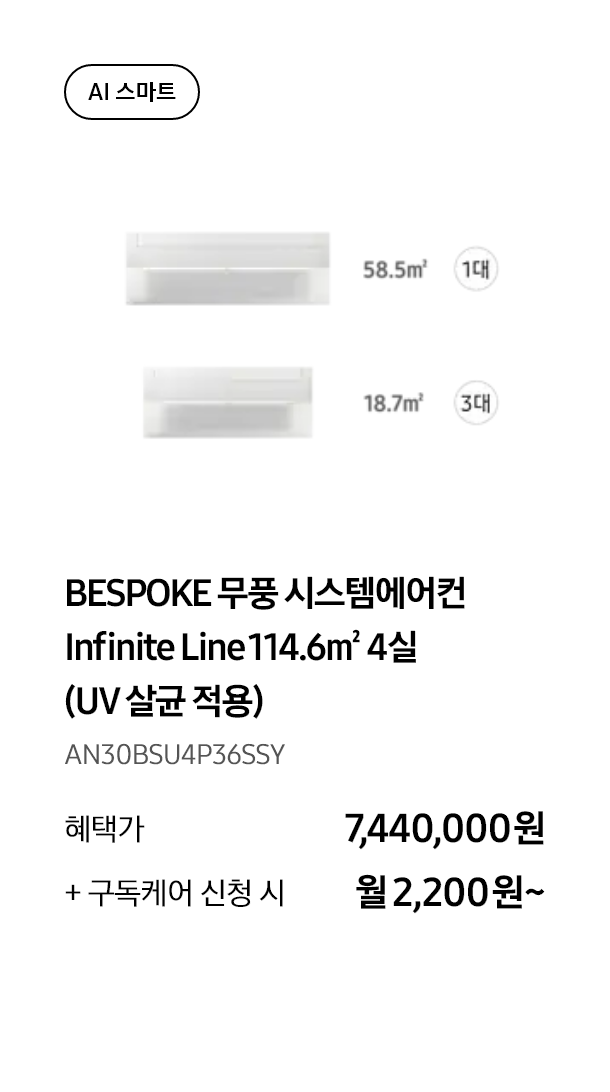 AI 스마트
58.5㎡ 1대
18.7㎡ 3대
BESPOKE 무풍 시스템에어컨
Infinite Line 114.6㎡ 4실
(UV 살균 적용)
AN30BSU4P36SSY
혜택가 7,440,000원
+ 구독케어 신청 시 월 2,200원~